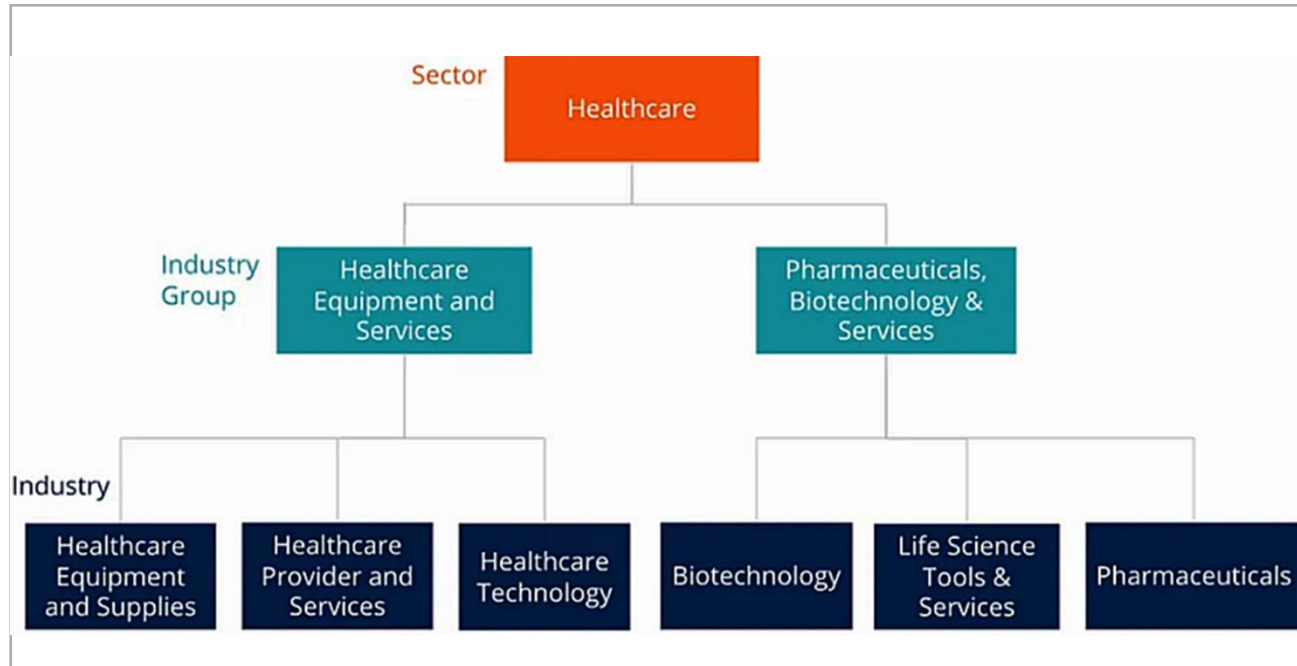 Sector
Healthcare
Industry
Group
Healthcare
Equipment and
Services
Pharmaceuticals,
Biotechnology &
Services
Industry
Healthcare
Equipment
and Supplies
Healthcare
Provider and
Services
Healthcare
Technology
Biotechnology
Life Science
Tools &
Services
Pharmaceuticals